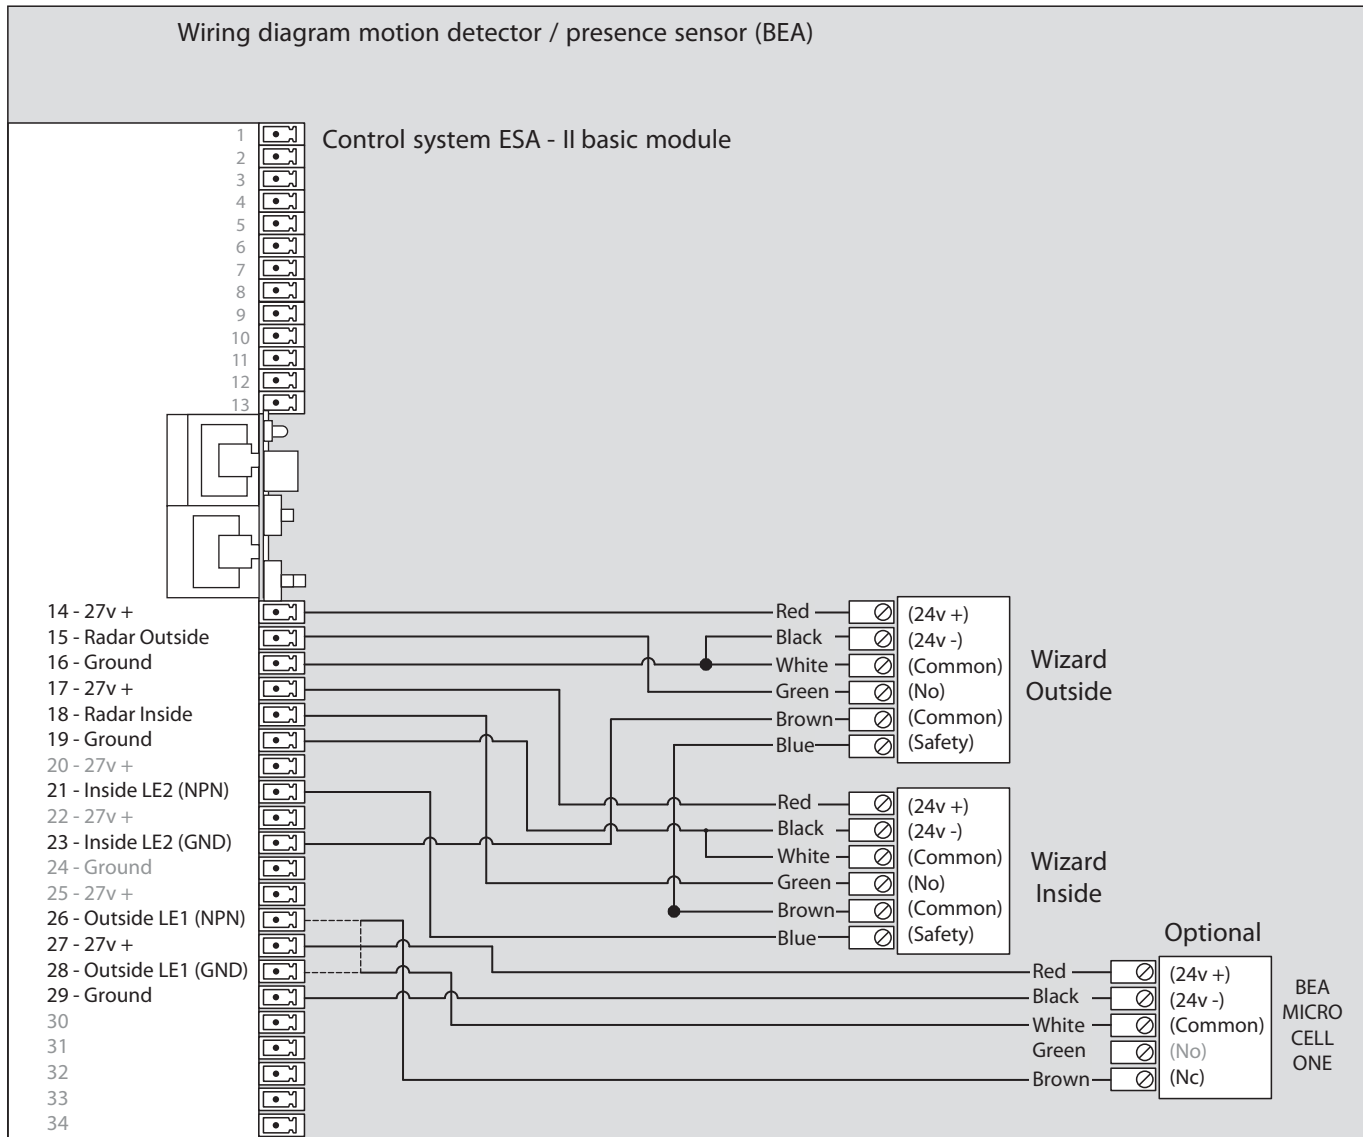 Wiring diagram motion detector / presence sensor (BEA)
Control system ESA - II basic module
1
2
3
4
5
6
7
8
9
10
11
12
13
14 - 27v +
15 - Radar Outside
16 - Ground
17 - 27v +
18 - Radar Inside
19 - Ground
20 - 27v +
21 - Inside LE2 (NPN)
22 - 27v +
23 - Inside LE2 (GND)
24 - Ground
25 - 27v +
26 - Outside LE1 (NPN)
27 - 27v +
28 - Outside LE1 (GND)
29 - Ground
30
31
32
33
34
Red (24v +)
Black (24v -)
White (Common)
Green (No)
Brown (Common)
Blue (Safety)
Wizard
Outside
Red (24v +)
Black (24v -)
White (Common)
Green (No)
Brown (Common)
Blue (Safety)
Wizard
Inside
Optional
Red (24v +)
Black (24v -)
White (Common)
Green (No)
Brown (Nc)
BEA
MICRO
CELL
ONE